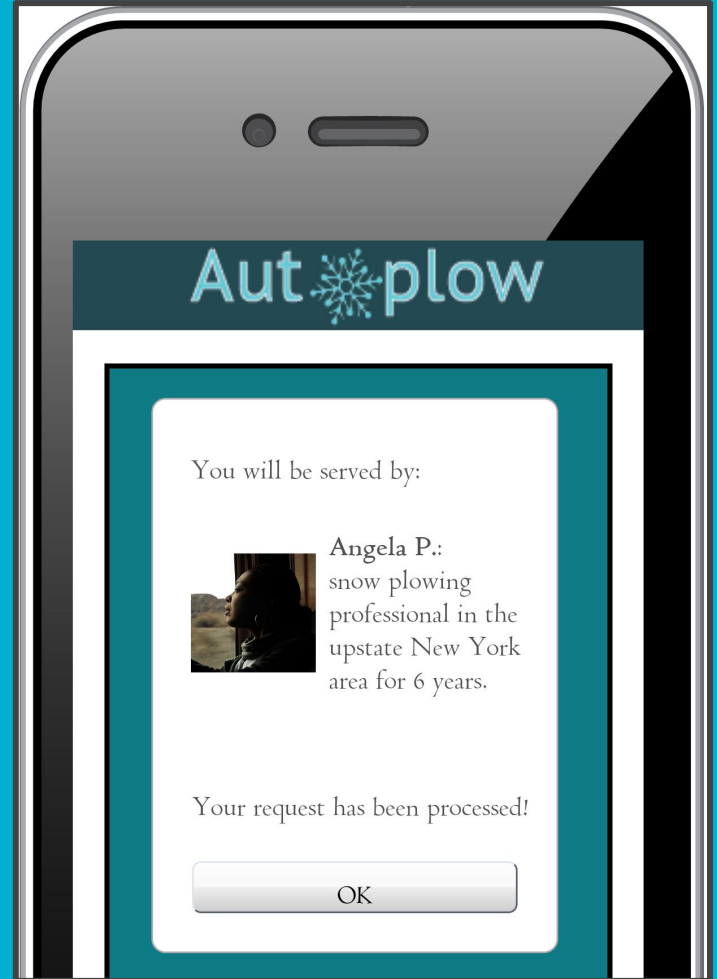 Aut plow
You will be served by:
Angela P.:
snow plowing
professional in the
upstate New York
area for 6 years.
Your request has been processed!
OK